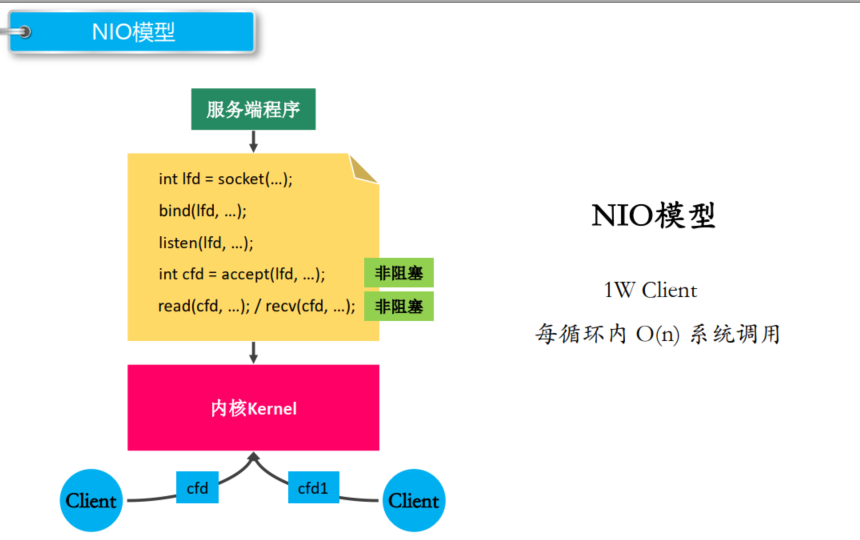 NIO模型
服务端程序
int lfd = socket(...);
bind(lfd, ...);
listen(lfd, ...);
int cfd = accept(lfd, ...);
非阻塞
read(cfd, ...); / recv(cfd, ...);
非阻塞
内核Kernel
cfd
cfd1
Client
Client
NIO模型
1W Client
每循环内 O(n) 系统调用